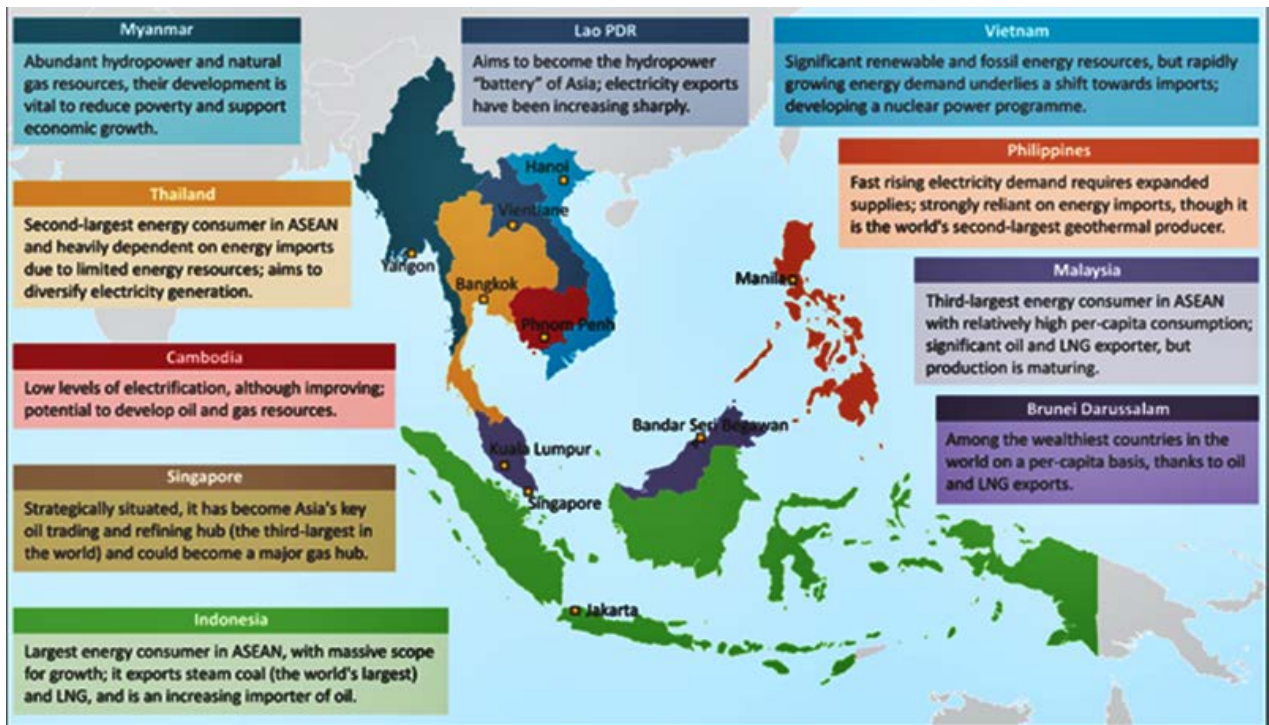 Myanmar
Abundant hydropower and natural
gas resources, their development is
vital to reduce poverty and support
economic growth.
Lao PDR
Aims to become the hydropower
"battery" of Asia; electricity exports
have been increasing sharply.
Vietnam
Significant renewable and fossil energy resources, but rapidly
growing energy demand underlies a shift towards imports;
developing a nuclear power programme.
Thailand
Second-largest energy consumer in ASEAN
and heavily dependent on energy imports
due to limited energy resources; aims to
diversify electricity generation.
Philippines
Fast rising electricity demand requires expanded
supplies; strongly reliant on energy imports, though it
is the world's second-largest geothermal producer.
Malaysia
Third-largest energy consumer in ASEAN
with relatively high per-capita consumption;
significant oil and LNG exporter, but
production is maturing.
Cambodia
Low levels of electrification, although improving;
potential to develop oil and gas resources.
Brunei Darussalam
Among the wealthiest countries in the
world on a per-capita basis, thanks to oil
and LNG exports.
Singapore
Strategically situated, it has become Asia's key
oil trading and refining hub (the third-largest in
the world) and could become a major gas hub.
Indonesia
Largest energy consumer in ASEAN, with massive scope
for growth; it exports steam coal (the world's largest)
and LNG, and is an increasing importer of oil.
Hanoi
Vientiane
Yangon
Bangkok
Manila
Phnom Penh
Bandar Seri Begawan
Kuala Lumpur
Singapore
Jakarta